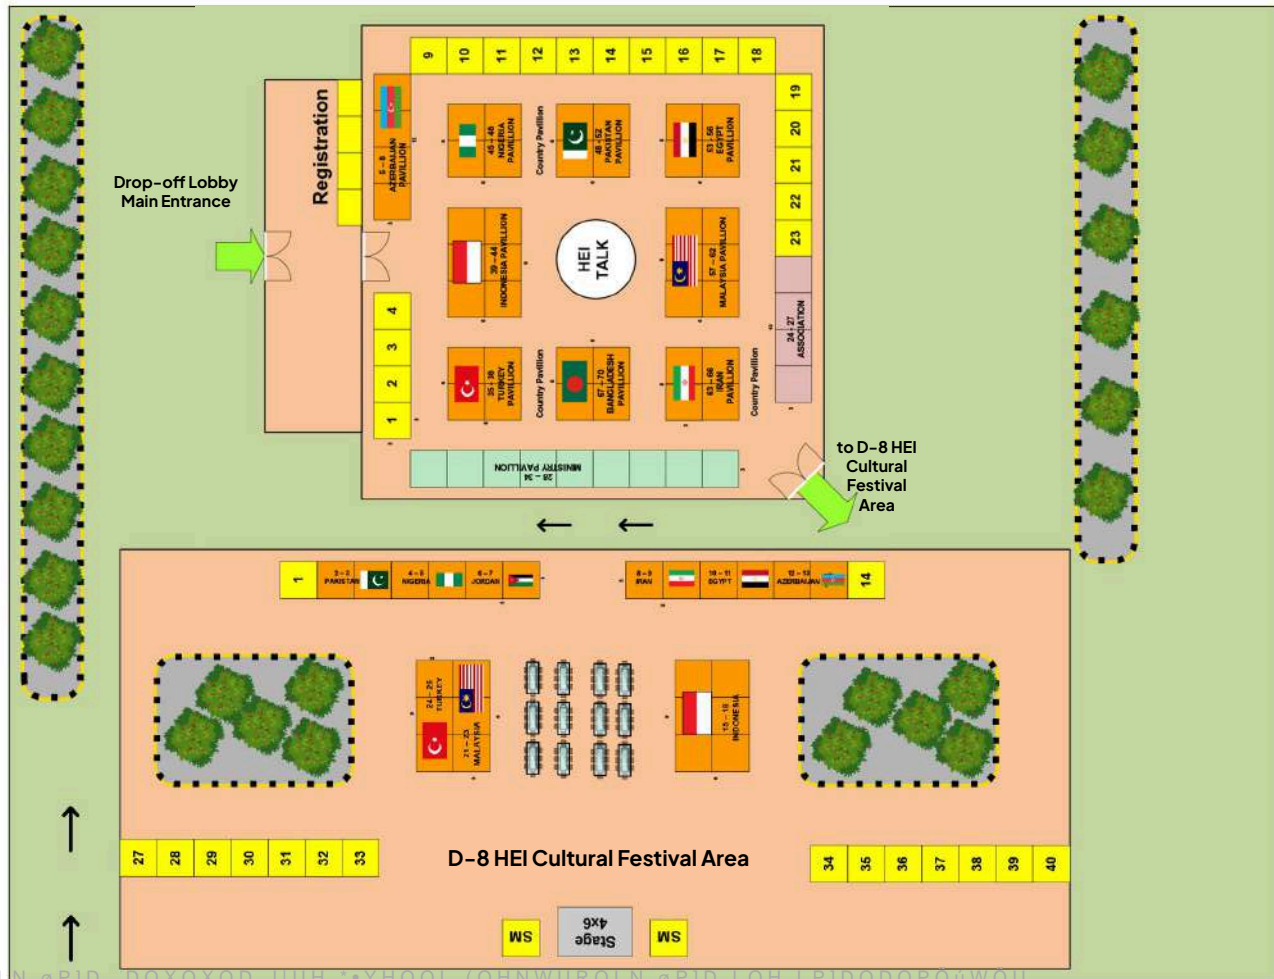 9
10
11
12
13
14
15
16
17
18
Registration
Drop-off Lobby
Main Entrance
5 – 8
AZERBAIJAN
PAVILLION
45 – 48
NIGERIA
PAVILLION
Country Pavillion
PAKISTAN
PAVILLION
53 - 56
EGYPT
PAVILLION
19
20
21
22
23
39 – 44
INDONESIA PAVILLION
HEI
TALK
57 – 62
MALAYSIA PAVILLION
24 - 27
ASSOCIATION
4
3
2
1
35 - 38
TURKEY
PAVILLION
Country Pavillion
67 – 70
BANGLADESH
PAVILLION
63 – 66
IRAN
PAVILLION
Country Pavillion
28 – 34
MINISTRY PAVILLION
to D-8 HEI
Cultural
Festival
Area
1
2 – 3
PAKISTAN
4 – 5
NIGERIA
6 – 7
JORDAN
8 – 9
IRAN
10 – 11
EGYPT
12 – 13
AZERBAIJAN
14
24 – 26
TURKEY
21 – 23
MALAYSIA
INDONESIA
27
28
29
30
31
32
33
D-8 HEI Cultural Festival Area
34
35
36
37
38
39
40
SM
Stage
4x6
SM